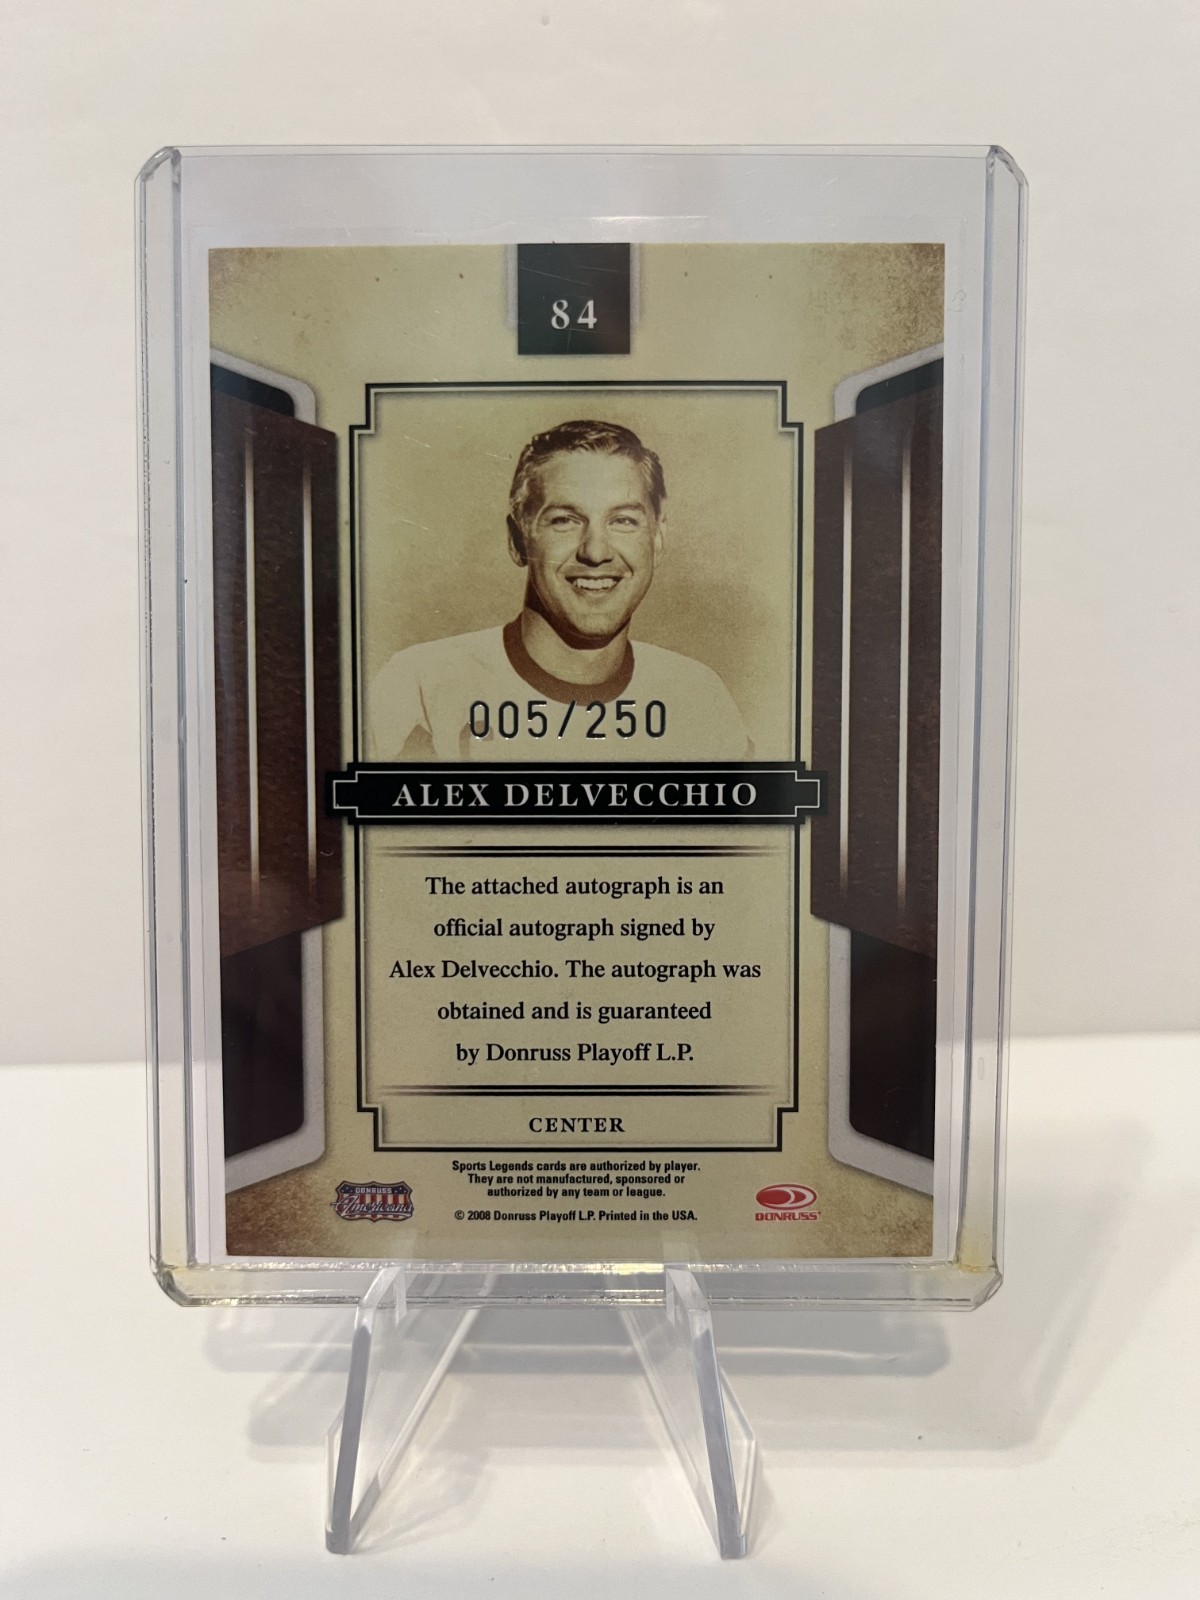 84
005/250
ALEX DELVECCHIO
The attached autograph is an
official autograph signed by
Alex Delvecchio. The autograph was
obtained and is guaranteed
by Donruss Playoff L.P.
CENTER
Sports Legends cards are authorized by player.
They are not manufactured, sponsored or
authorized by any team or league.
© 2008 Donruss Playoff L.P. Printed in the USA.
DONRUSS
Americana
DONRUSS